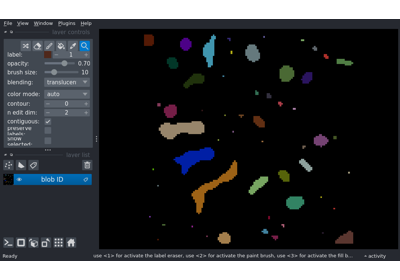 File View Window Plugins Help
layer controls
label: 1
opacity: 0.70
brush size: 10
blending: translucen
color mode: auto
contour: 0
n edit dim: 2
contiguous:
preserve
show
selected:
layer list
blob ID
Ready use <1> for activate the label eraser, use <2> for activate the paint brush, use <3> for activate the fill b... activity